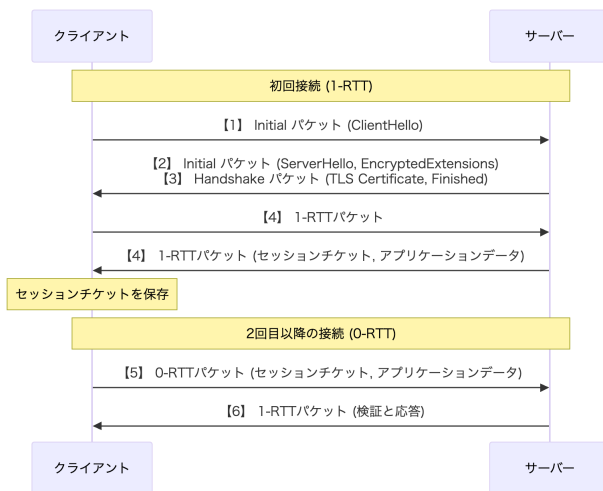 クライアント
サーバー
初回接続 (1-RTT)
【1】 Initial パケット (ClientHello)
【2】 Initial パケット (ServerHello, EncryptedExtensions)
【3】 Handshake パケット (TLS Certificate, Finished)
【4】 1-RTTパケット
【4】 1-RTTパケット (セッションチケット, アプリケーションデータ)
セッションチケットを保存
2回目以降の接続 (0-RTT)
【5】 0-RTTパケット (セッションチケット, アプリケーションデータ)
【6】 1-RTTパケット (検証と応答)
クライアント
サーバー